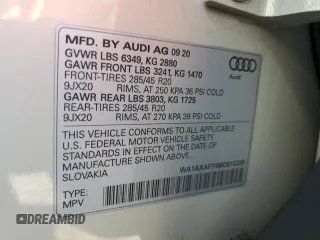 MFD. BY AUDI AG 09 20
GVWR LBS 6349, KG 2880
GAWR FRONT LBS 3241, KG 1470
FRONT-TIRES 285/45 R20
9JX20 RIMS, AT 250 KPA 36 PSI COLD
GAWR REAR LBS 3803, KG 1725
REAR-TIRES 285/45 R20
9JX20 RIMS, AT 270 KPA 39 PSI COLD
Audi
THIS VEHICLE CONFORMS TO ALL APPLICABLE
U.S. FEDERAL MOTOR VEHICLE SAFETY
STANDARDS IN EFFECT ON THE DATE OF
MANUFACTURE SHOWN ABOVE.
SLOVAKIA
TYPE:
MPV
DREAMBID